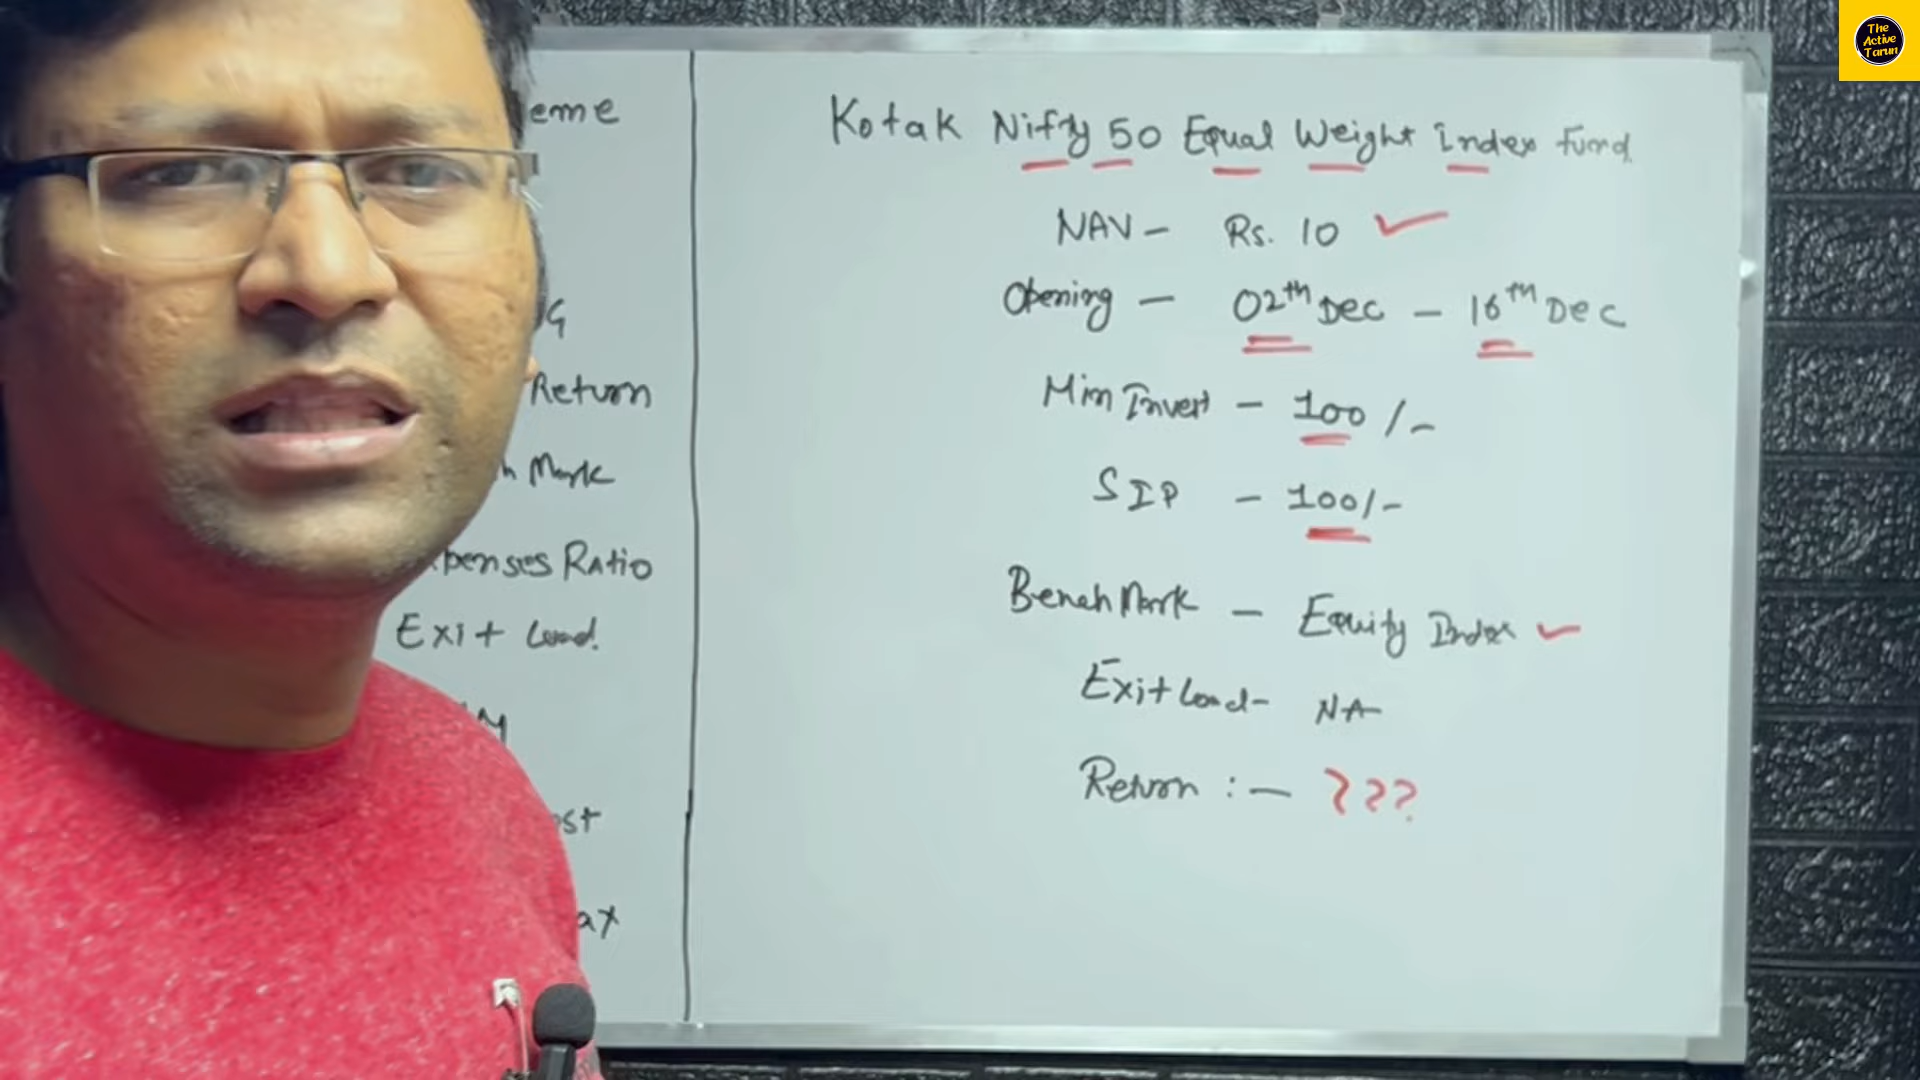 The
Active
Tarun
eme
G
Return
Mark
penses Ratio
Exit Load.
M
st
ax
Kotak Nifty 50 Equal Weight Index fund
NAV - Rs. 10
Opening - 02th Dec - 16th Dec
Min Invest - 100/-
SIP - 100/-
Bench Mark - Equity Index
Exit Load - NA
Return :- ???